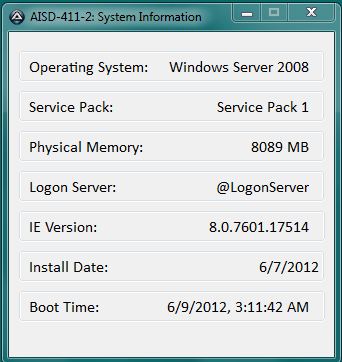 AISD-411-2: System Information
Operating System: Windows Server 2008
Service Pack: Service Pack 1
Physical Memory: 8089 MB
Logon Server: @LogonServer
IE Version: 8.0.7601.17514
Install Date: 6/7/2012
Boot Time: 6/9/2012, 3:11:42 AM